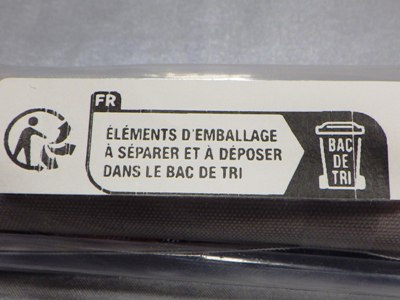 FR
ÉLÉMENTS D'EMBALLAGE
À SÉPARER ET À DÉPOSER
DANS LE BAC DE TRI
BAC
DE
TRI